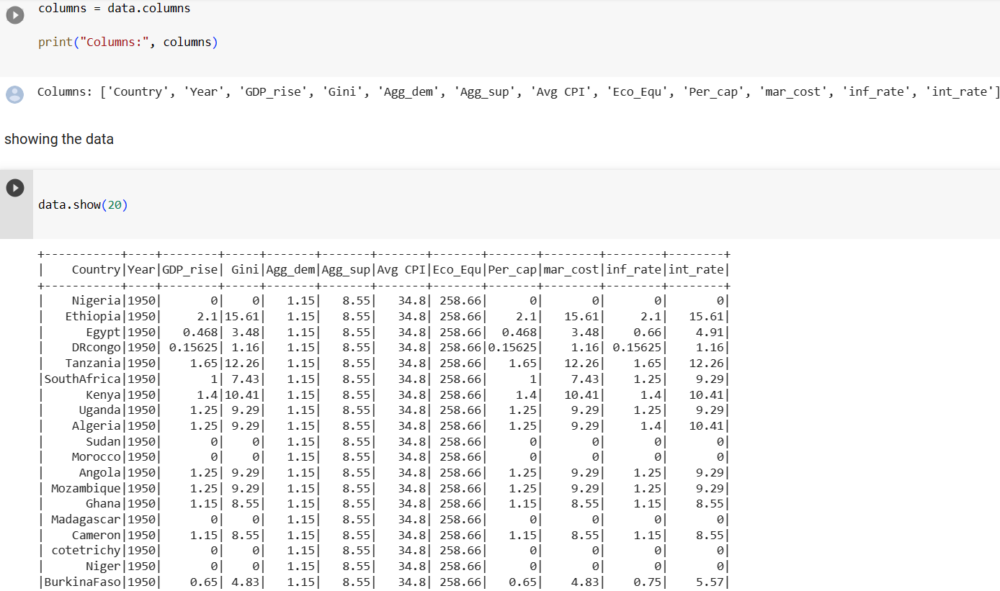 columns = data.columns
print("Columns:", columns)
Columns: ['Country', 'Year', 'GDP_rise', 'Gini', 'Agg_dem', 'Agg_sup', 'Avg CPI', 'Eco_Equ', 'Per_cap', 'mar_cost', 'inf_rate', 'int_rate']
showing the data
data.show(20)
+-----------+----+--------+-----+-------+-------+-------+-------+-------+--------+--------+--------+
|    Country|Year|GDP_rise| Gini|Agg_dem|Agg_sup|Avg CPI|Eco_Equ|Per_cap|mar_cost|inf_rate|int_rate|
+-----------+----+--------+-----+-------+-------+-------+-------+-------+--------+--------+--------+
|    Nigeria|1950|       0|    0|   1.15|   8.55|   34.8| 258.66|      0|       0|       0|       0|
|   Ethiopia|1950|     2.1|15.61|   1.15|   8.55|   34.8| 258.66|    2.1|   15.61|     2.1|   15.61|
|      Egypt|1950|   0.468| 3.48|   1.15|   8.55|   34.8| 258.66|  0.468|    3.48|    0.66|    4.91|
|    DRcongo|1950| 0.15625| 1.16|   1.15|   8.55|   34.8| 258.66|0.15625|    1.16| 0.15625|    1.16|
|   Tanzania|1950|    1.65|12.26|   1.15|   8.55|   34.8| 258.66|   1.65|   12.26|    1.65|   12.26|
|SouthAfrica|1950|       1| 7.43|   1.15|   8.55|   34.8| 258.66|      1|    7.43|    1.25|    9.29|
|      Kenya|1950|     1.4|10.41|   1.15|   8.55|   34.8| 258.66|    1.4|   10.41|     1.4|   10.41|
|     Uganda|1950|    1.25| 9.29|   1.15|   8.55|   34.8| 258.66|   1.25|    9.29|    1.25|    9.29|
|    Algeria|1950|    1.25| 9.29|   1.15|   8.55|   34.8| 258.66|   1.25|    9.29|     1.4|   10.41|
|      Sudan|1950|       0|    0|   1.15|   8.55|   34.8| 258.66|      0|       0|       0|       0|
|    Morocco|1950|       0|    0|   1.15|   8.55|   34.8| 258.66|      0|       0|       0|       0|
|     Angola|1950|    1.25| 9.29|   1.15|   8.55|   34.8| 258.66|   1.25|    9.29|    1.25|    9.29|
| Mozambique|1950|    1.25| 9.29|   1.15|   8.55|   34.8| 258.66|   1.25|    9.29|    1.25|    9.29|
|      Ghana|1950|    1.15| 8.55|   1.15|   8.55|   34.8| 258.66|   1.15|    8.55|    1.15|    8.55|
| Madagascar|1950|       0|    0|   1.15|   8.55|   34.8| 258.66|      0|       0|       0|       0|
|    Cameron|1950|    1.15| 8.55|   1.15|   8.55|   34.8| 258.66|   1.15|    8.55|    1.15|    8.55|
| cotetrichy|1950|       0|    0|   1.15|   8.55|   34.8| 258.66|      0|       0|       0|       0|
|      Niger|1950|       0|    0|   1.15|   8.55|   34.8| 258.66|      0|       0|       0|       0|
|BurkinaFaso|1950|    0.65| 4.83|   1.15|   8.55|   34.8| 258.66|   0.65|    4.83|    0.75|    5.57|